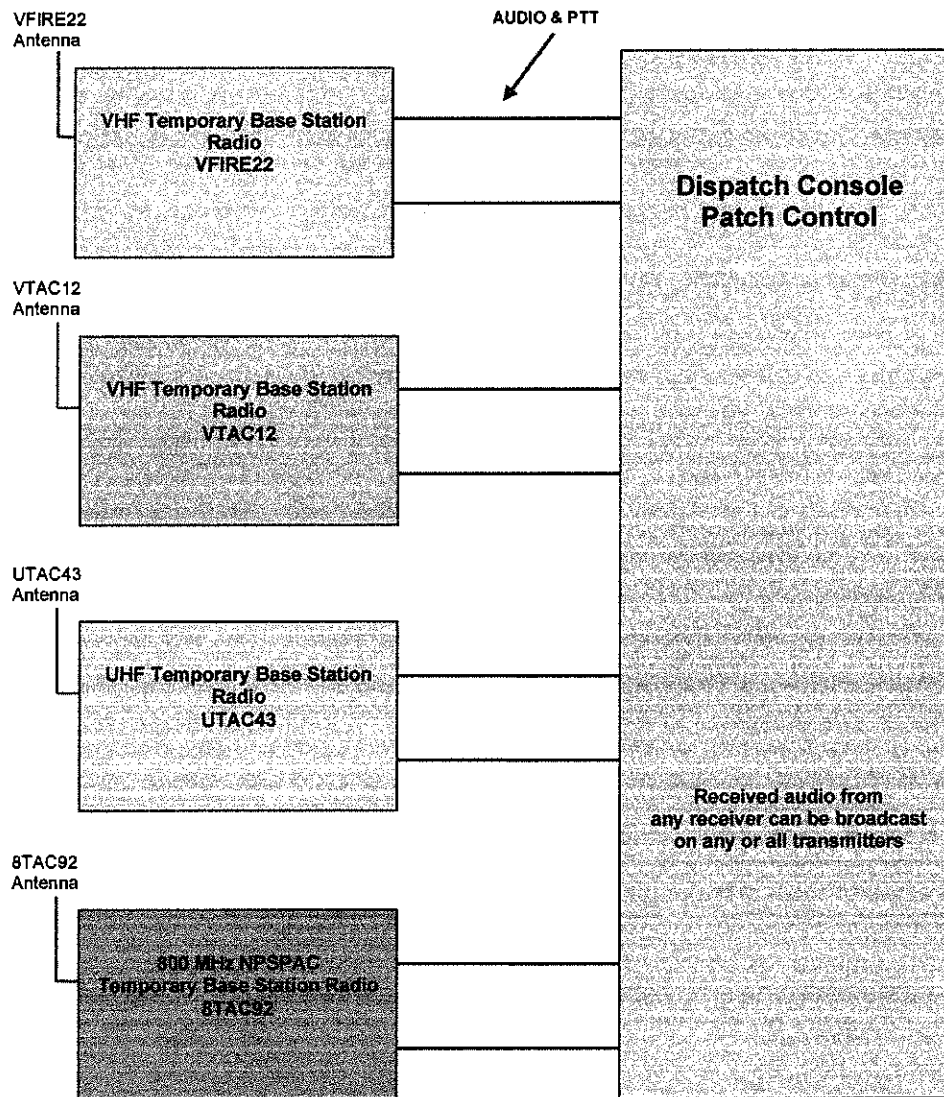 VFIRE22
Antenna
AUDIO & PTT
VHF Temporary Base Station
Radio
VFIRE22
Dispatch Console
Patch Control
VTAC12
Antenna
VHF Temporary Base Station
Radio
VTAC12
UTAC43
Antenna
UHF Temporary Base Station
Radio
UTAC43
Received audio from
any receiver can be broadcast
on any or all transmitters
8TAC92
Antenna
800 MHz NPSPAC
Temporary Base Station Radio
8TAC92